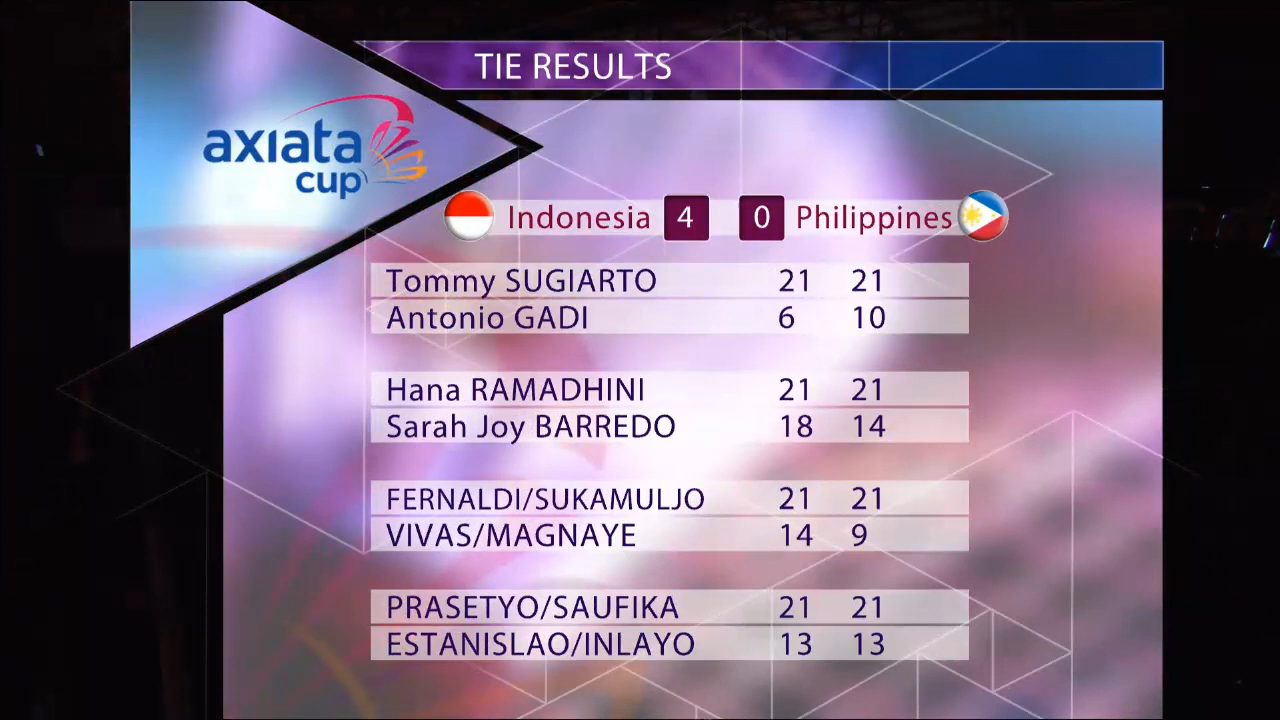 TIE RESULTS
axiata
cup
Indonesia 4 0 Philippines
Tommy SUGIARTO 21 21
Antonio GADI 6 10
Hana RAMADHINI 21 21
Sarah Joy BARREDO 18 14
FERNALDI/SUKAMULJO 21 21
VIVAS/MAGNAYE 14 9
PRASETYO/SAUFIKA 21 21
ESTANISLAO/INLAYO 13 13